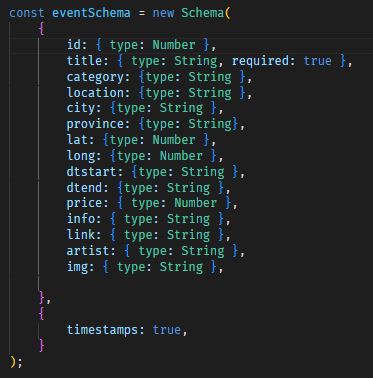 const eventSchema = new Schema(
{
id: { type: Number },
title: { type: String, required: true },
category: {type: String },
location: {type: String },
city: {type: String },
province: {type: String},
lat: {type: Number },
long: {type: Number },
dtstart: {type: String },
dtend: {type: String },
price: { type: Number },
info: { type: String },
link: { type: String },
artist: { type: String },
img: { type: String },
},
{
timestamps: true,
}
);